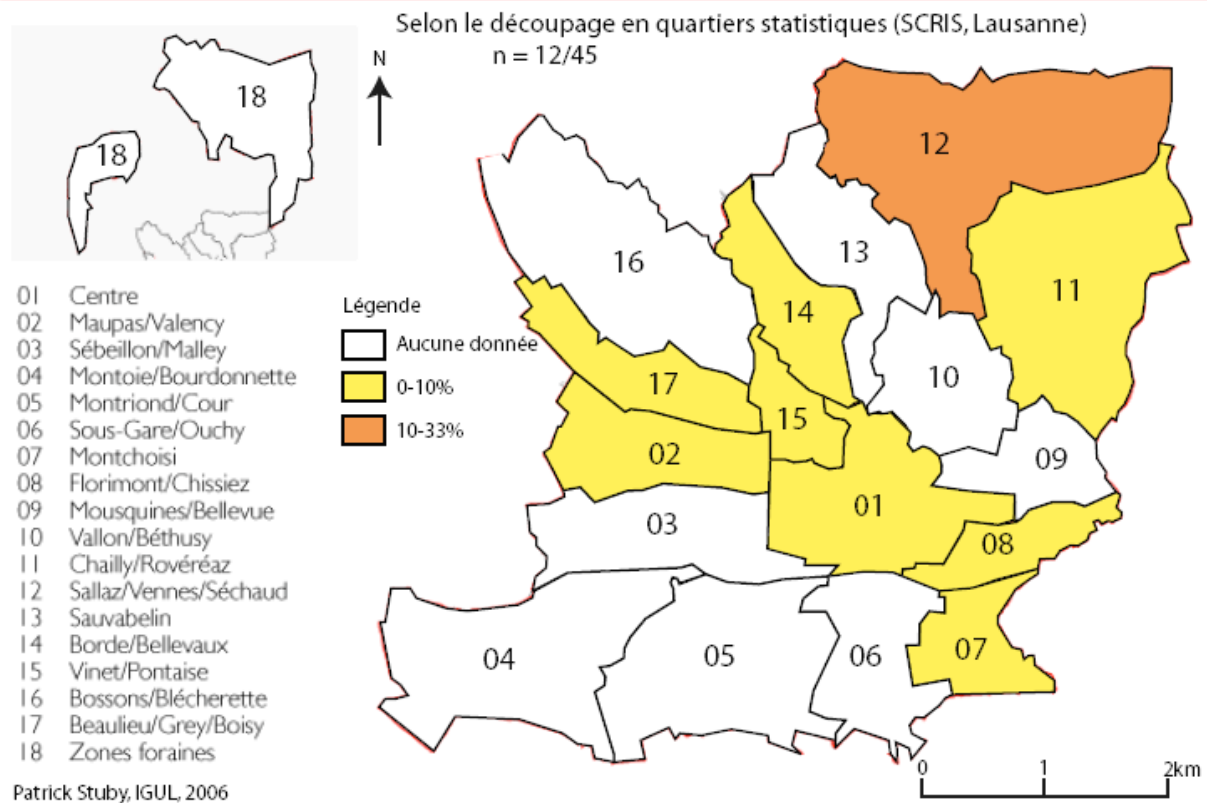 Selon le découpage en quartiers statistiques (SCRIS, Lausanne)
n = 12/45
N
18
18
12
13
16
11
14
10
17
15
09
02
01
03
08
04
05
06
07
01 Centre
02 Maupas/Valency
03 Sébeillon/Malley
04 Montoie/Bourdonnette
05 Montriond/Cour
06 Sous-Gare/Ouchy
07 Montchoisi
08 Florimont/Chissiez
09 Mousquines/Bellevue
10 Vallon/Béthusy
11 Chailly/Rovéréaz
12 Sallaz/Vennes/Séchaud
13 Sauvabelin
14 Borde/Bellevaux
15 Vinet/Pontaise
16 Bossons/Blécherette
17 Beaulieu/Grey/Boisy
18 Zones foraines
Légende
Aucune donnée
0-10%
10-33%
0 1 2km
Patrick Stuby, IGUL, 2006